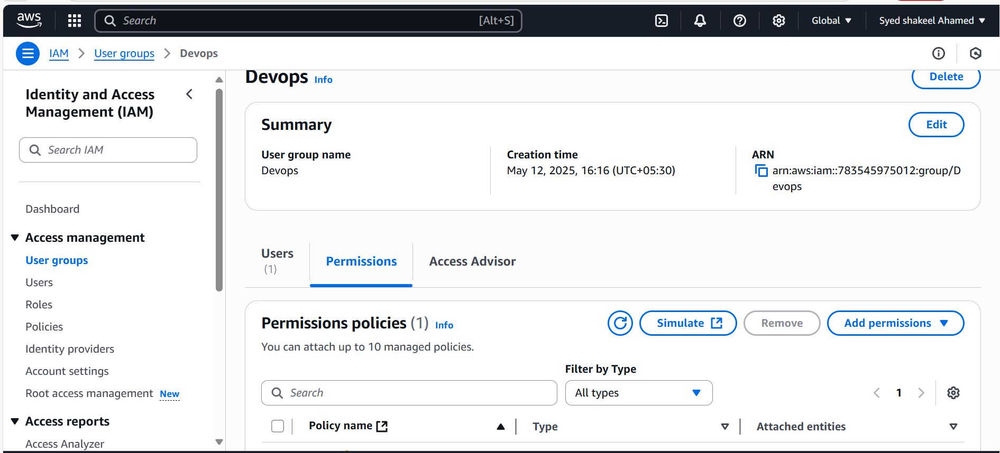 aws
Search
[Alt+S]
Global
Syed shakeel Ahamed
IAM
User groups
Devops
Identity and Access
Management (IAM)
Search IAM
Dashboard
Access management
User groups
Users
Roles
Policies
Identity providers
Account settings
Root access management New
Access reports
Access Analyzer
Devops Info
Delete
Summary
Edit
User group name
Devops
Creation time
May 12, 2025, 16:16 (UTC+05:30)
ARN
arn:aws:iam::783545975012:group/D
evops
Users
(1)
Permissions
Access Advisor
Permissions policies (1) Info
Simulate
Remove
Add permissions
You can attach up to 10 managed policies.
Filter by Type
Search
All types
1
Policy name
Type
Attached entities